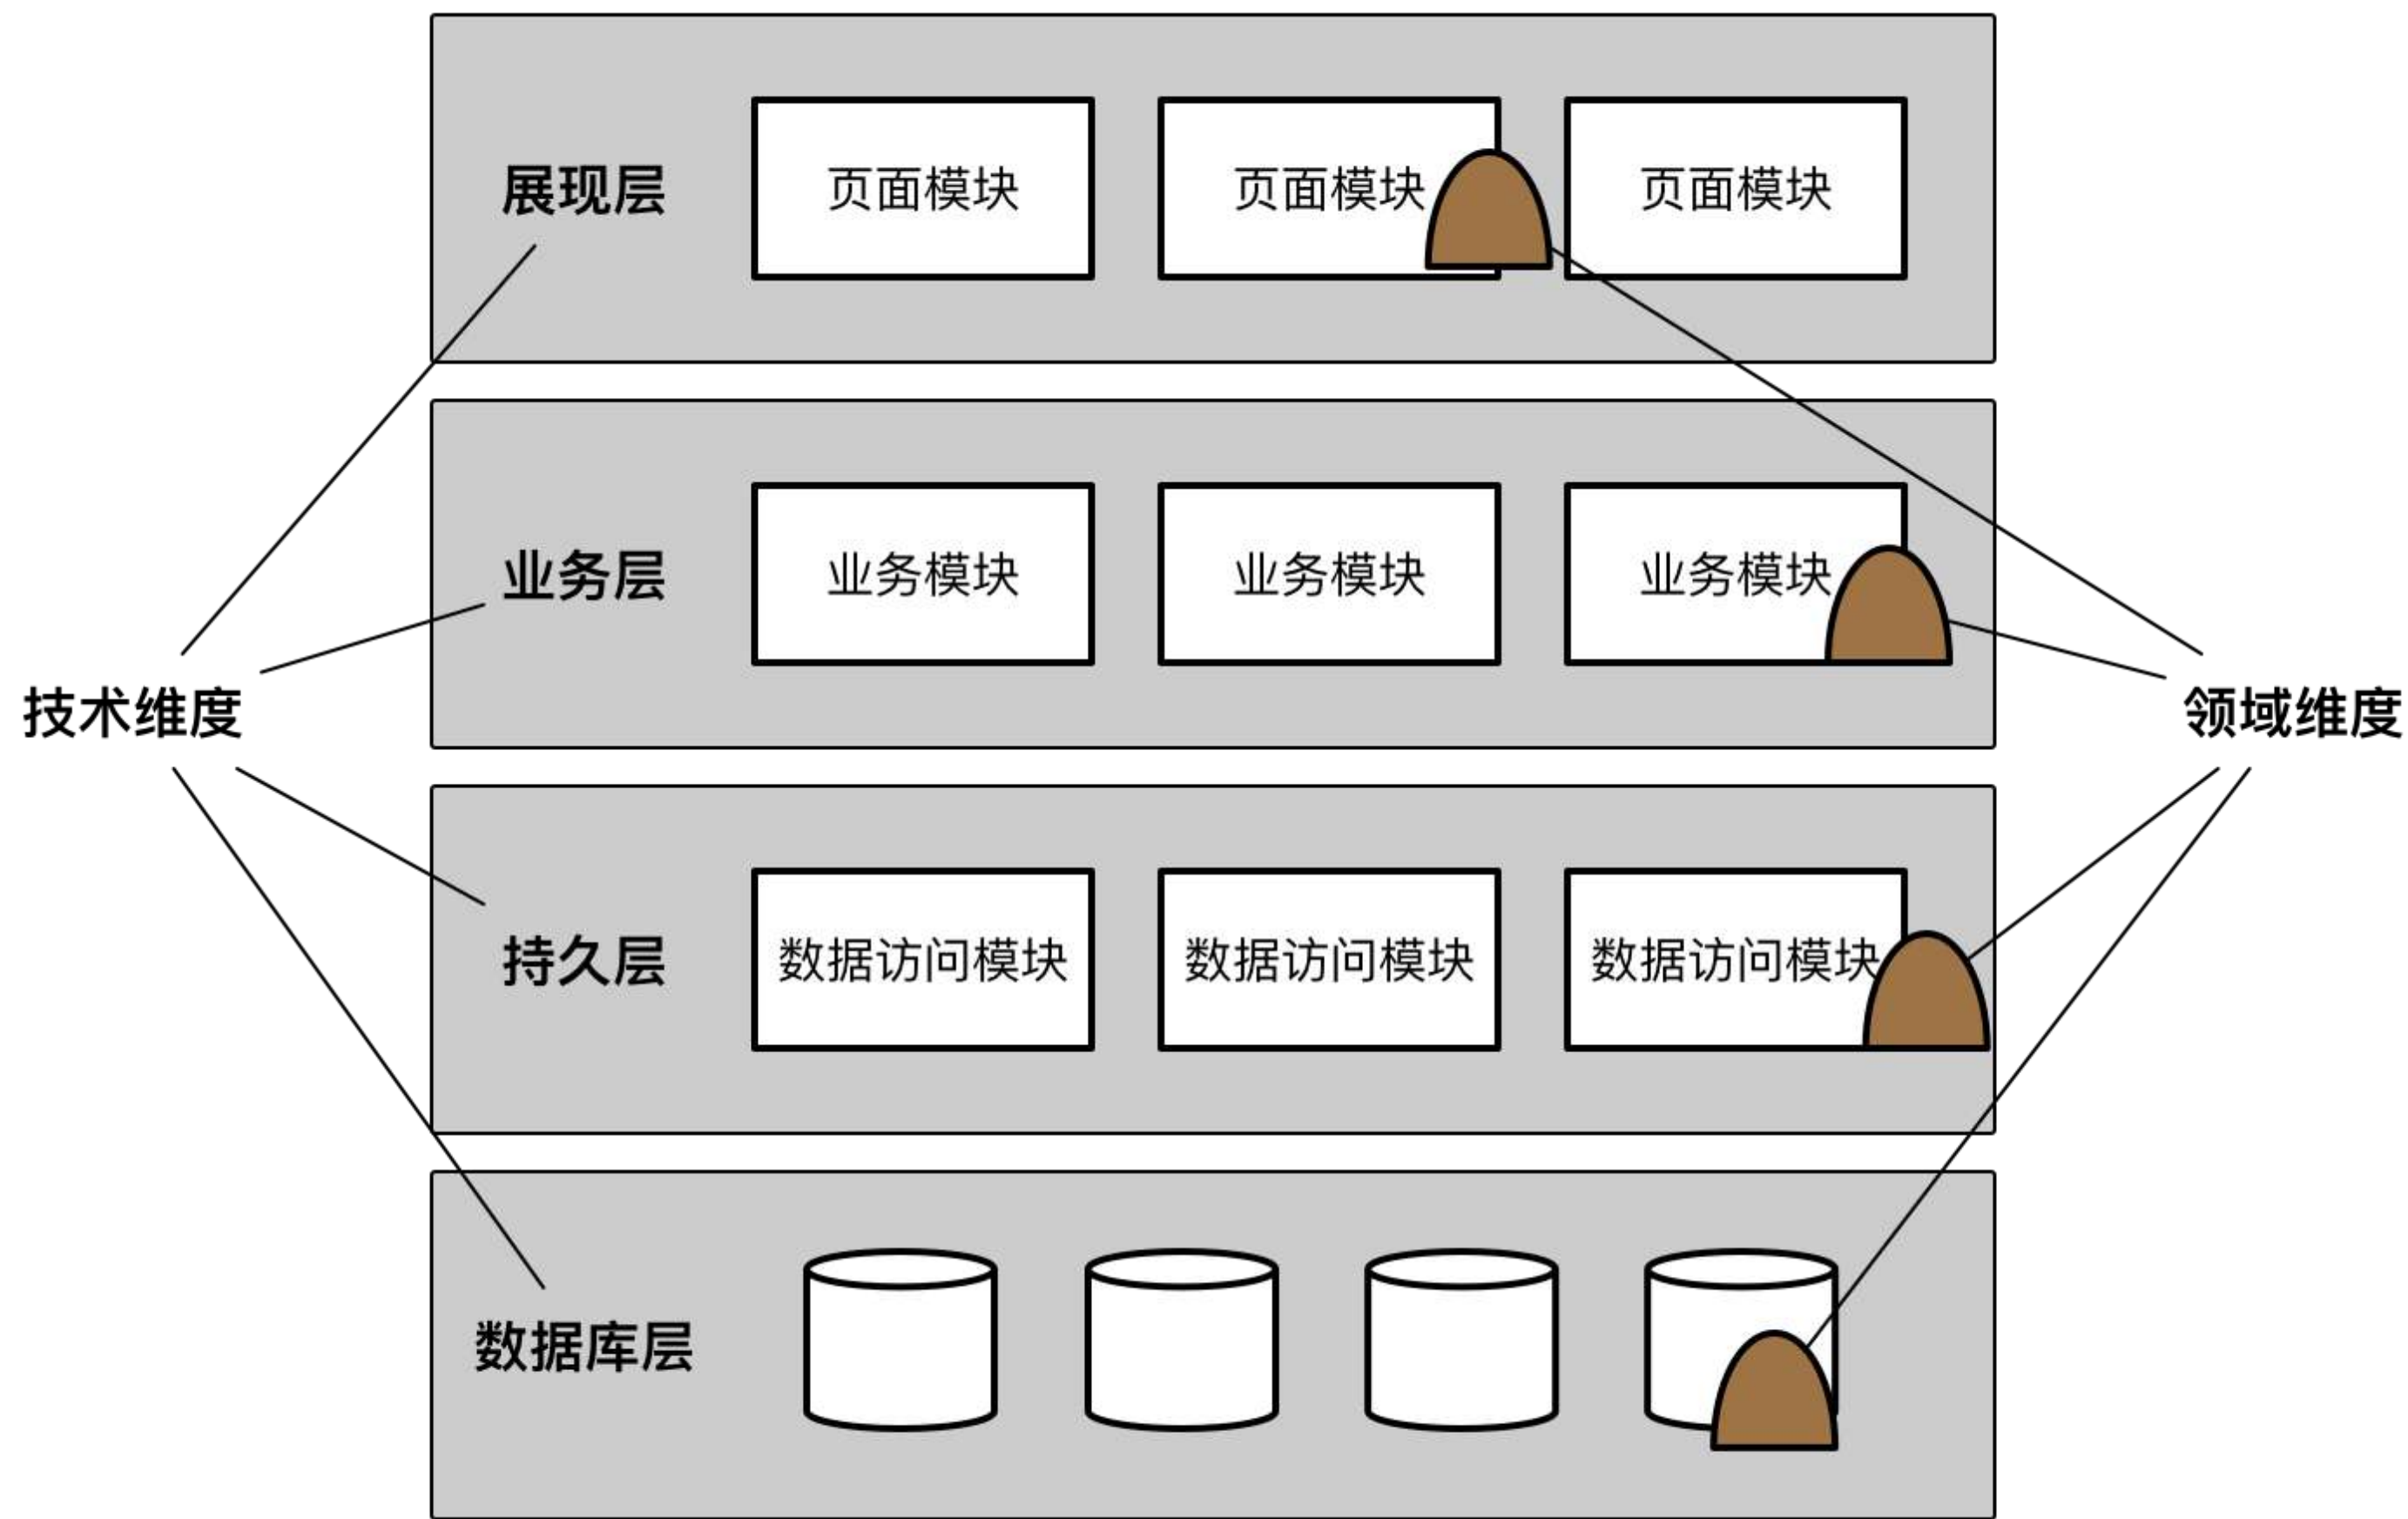 展现层
页面模块
页面模块
页面模块
业务层
业务模块
业务模块
业务模块
技术维度
领域维度
持久层
数据访问模块
数据访问模块
数据访问模块
数据库层